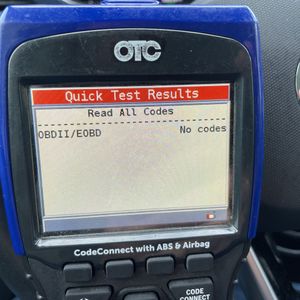 OTC
Quick Test Results
Read All Codes
OBDII/EOBD No codes
CodeConnect with ABS & Airbag
CODE
CONNECT